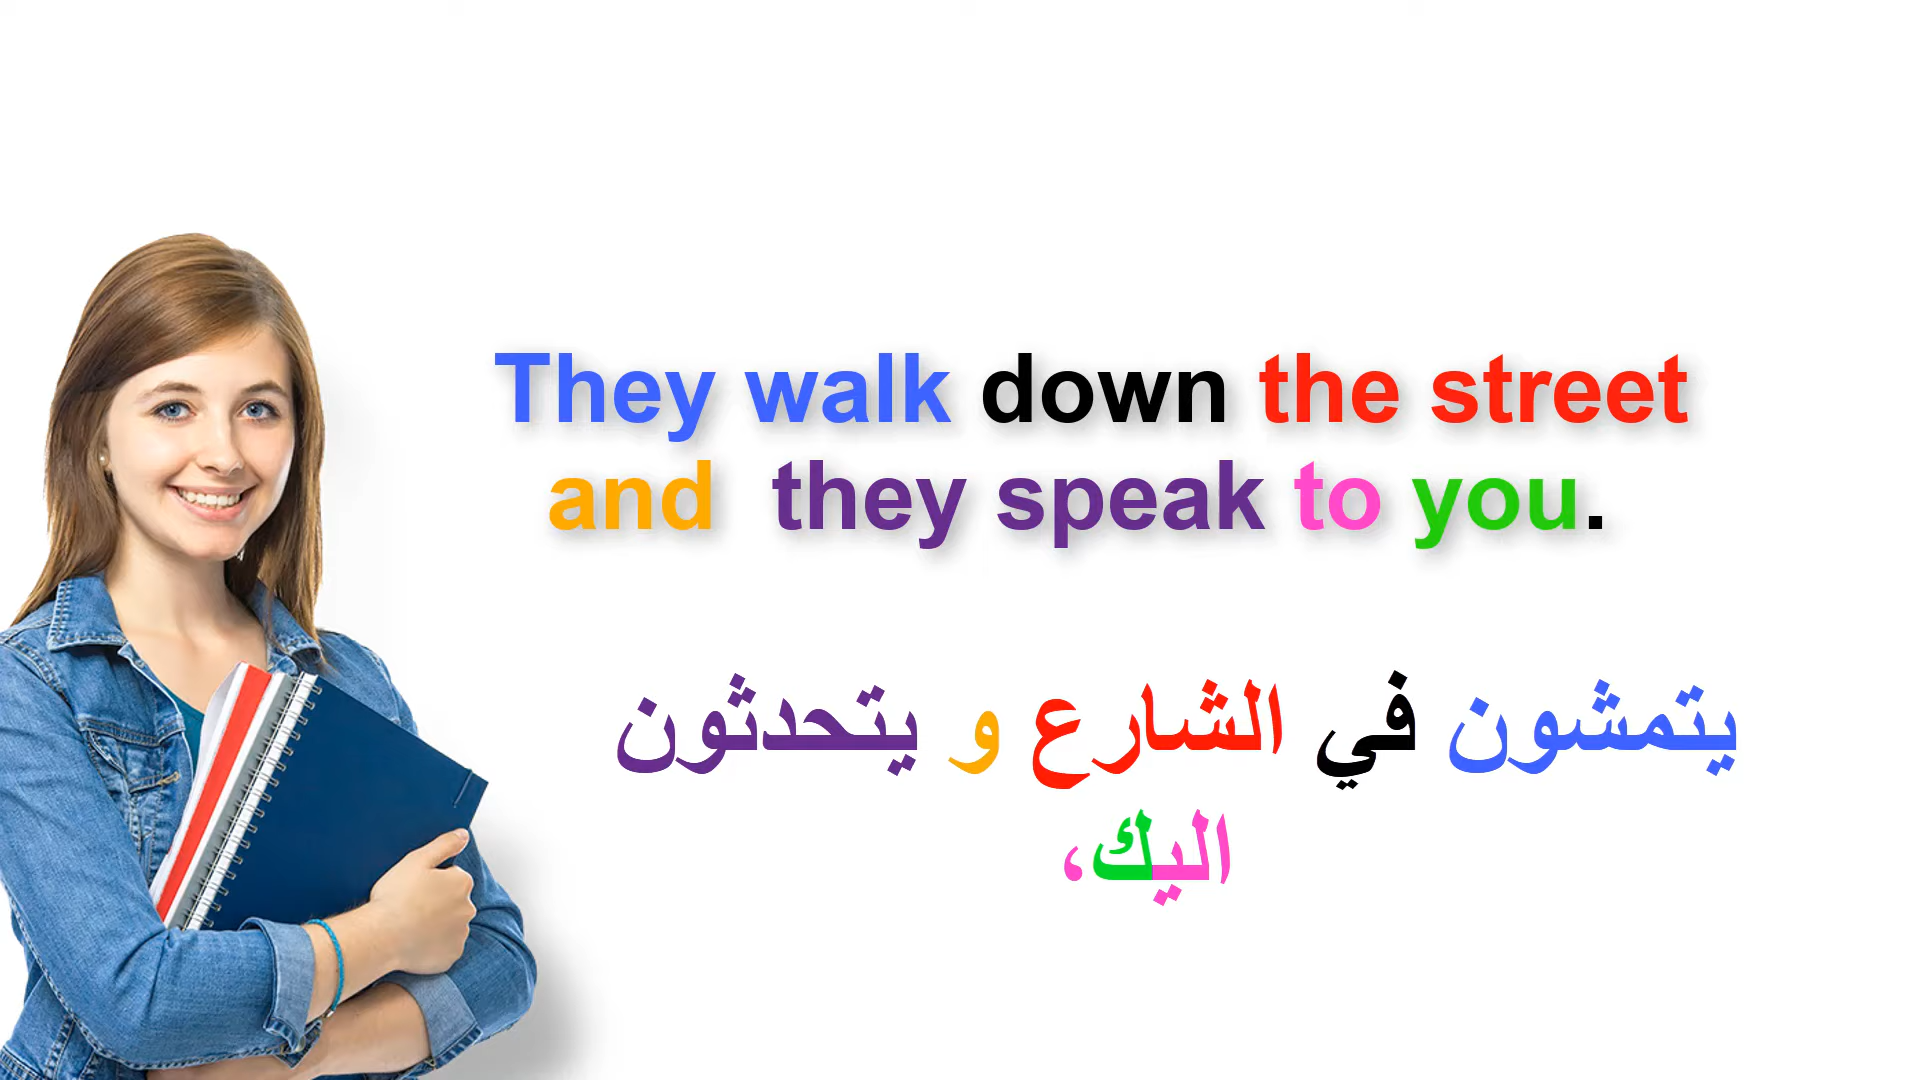 They walk down the street
and they speak to you.
يتمشون في الشارع و يتحدثون
اليك،